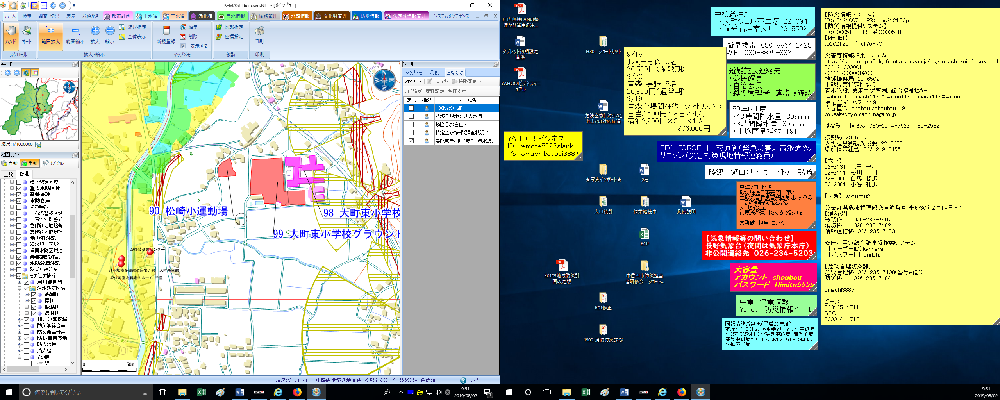 K-MAST BigTown.NET - [メインビュー]
ホーム 検索 調査・切出 表示 お絵かき 都市計画 上水道 下水道 浄化槽 農地情報 道路管理 地籍情報 文化財管理 防災情報 法定外情報管理 システムメンテナンス
ハンド オート 範囲拡大 範囲縮小 拡大 縮小 縮尺指定 全体表示 新規登録 編集 削除 表示する 図郭指定 座標指定 印刷
スクロール 拡大・縮小 マップメモ 移動 印刷
索引図
縮尺:1/1000000
地図リスト
自動 手動 オプション
全般 管理
浸水想定区域
重要水防区域
避難施設
水防倉庫
防災無線
土石流警戒区域
土石流特別警戒
急傾斜地崩壊警
急傾斜地崩壊特
地すべり注記
浸水想定区域注
重要水防区域注
避難施設注記
水防倉庫注記
防災無線注記
その他の情報
河川範囲等
浸水想定区域
高瀬川
犀川
鹿島川
農具川
想定氾濫区域
防災無線音声
防災無線音声
防災備蓄基地
防火水槽
消火栓
その他
線
90 松崎小運動場
98 大町東小学校
99 大町東小学校グラウント
29社会就労センター
31小規模多機能型居宅介護 大町千里館
32住宅型有料老人ホーム 千里
0 150m
ツール
マップメモ 凡例 お絵かき
ファイル プロパティ 権限変更
レイヤ設定 属性設定 全体表示
表示 権限 ファイル名
H30防災訓練
八坂舟場地区防火水槽
お絵描き(自由)
特定空家情報(調査状況)201...
要配慮者利用施設-浸水想...
縮尺:約1/4,141 座標系: 世界測地 8 系 X: 55,213.80 Y: -56,693.54 角度:0° ヘルプ
何でも聞いてください
9:51
2019/08/02
庁内無線LANの整備及び運用の注...
タブレット初期設定関係
YAHOO!ビジネスマニュアル
H30 - ショートカット
危険空家に対するこれまでの対応経過
★写真インポート★
メモ
人口統計
作業継続中
凡例説明
BCP
R0105地域防災計画改定版
中信四市防災担当者研修会 - ショート...
R01修正
1900_消防防災課◎
YAHOO！ビジネス
ID remote5926slank
PS omachibousai3887
9/18
長野-青森 5名
20,520円(閑散期)
9/20
青森-長野 5名
20,920円(通常期)
9/19
青森会場間往復 シャトルバス
日当2,600円×3日×4人
宿泊2,200円×3日×1人
376,000円
中核給油所
・大町シェル不二塚 22-0941
・信光石油南大町 23-5502
衛星携帯 080-8864-2428
WIFI 080-8875-3821
避難施設連絡先
・公民館長
・自治会長
・鍵の管理者 連絡順確認
50年に1度
・48時間降水量 309mm
・3時間降水量 85mm
・土壌雨量指数 191
TEC-FORCE国土交通省(緊急災害対策派遣隊)
リエゾン(災害対策現地情報連絡員)
陸郷-瀬口(サーチライト)-弘崎
東海ノ口 崩沢
砂防堰堤工事完了に伴い
土砂災害特別警戒区域(レッド)の
一部が解除可能となる
タイセイ測量
南原氏が資料を持参で訪れる
大町健 担当 コハシ
【気象情報等の問い合わせ】
長野気象台(夜間は気象庁本庁)
非公開連絡先 026-234-5203
大容量
アカウント shoubou
パスワード Himitu5555
中電 停電情報
Yahoo 防災情報メール
同報系防災無線(平成20年度)
本庁～(18GHz、多重無線回線)～中継局
～(58.505MHz)～簡易中継局・屋外子局
簡易中継局～(61.760MHz、61.925MHz)
～拡声子局
【防災情報システム】
ID:n2121007 PS:omc212100p
【防災情報提供システム】
ID:C0005183 PS:#C0005183
【M-NET】
ID202126 パスjY0FKC
災害等情報収集システム
https://shinsei-pref.elg-front.asp.lgwan.jp/nagano/shokuin/index.html
20212K000001
20212K000001@00
地域振興局 23-6502
土砂災害指定区域？
青木施設、美麻＝保育園、総合福祉センター
yahoo ID omachi119 = yahoo119 omachi119@yahoo.co.jp
特定空家 パス 119
大容量ID shobou /shoubou119
bousai@city.omachi.nagano.jp
F
はなもに 関さん 080-2214-5623 85-2982
振興局 23-6502
大町温泉郷観光協会 22-3038
県解体業組合 026-219-2455
【大北】
62-3131 池田 平林
62-3111 松川 中村
72-5000 白馬 松沢
82-2001 小谷 相沢
【例規】 syoubou2
○長野県危機管理部係直通番号(平成30年2月14日～)
【消防課】
総務係 026-235-7407
消防係 026-235-7182
情報通信係 026-235-7183
☆庁内用の議会議事録検索システム
【ユーザーID】kanrisha
【パスワード】kanrisha
【危機管理防災課】
危機管理係 026-235-7408(番号新設)
防災係 026-235-7184
omachi3887
ピース
000165 1711
GTO
000014 1712
9:51
2019/08/02